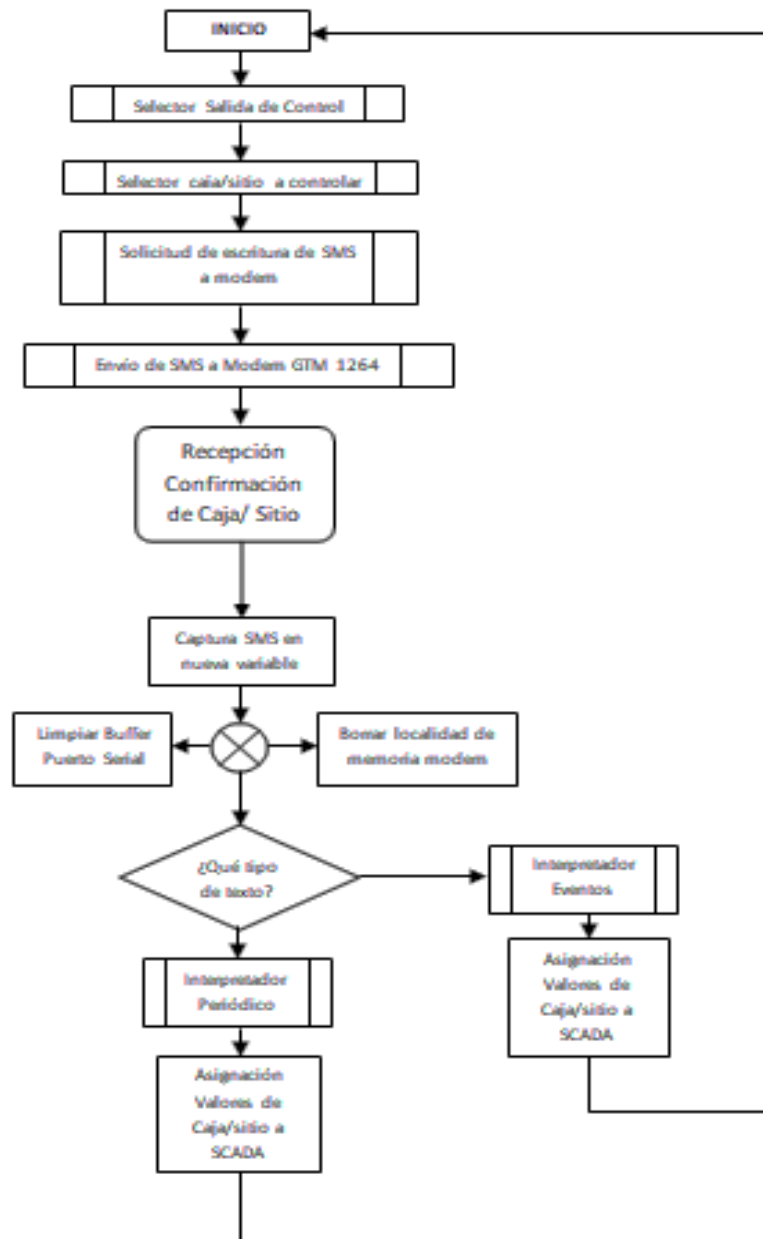 INICIO
Selector Salida de Control
Selector caja/sitio a controlar
Solicitud de escritura de SMS
a modem
Envío de SMS a Modem GTM 1264
Recepción
Confirmación
de Caja/ Sitio
Captura SMS en
nueva variable
Limpiar Buffer
Puerto Serial
Borrar localidad de
memoria modem
¿Qué tipo
de texto?
Interpretador
Eventos
Asignación
Valores de
Caja/sitio a
SCADA
Interpretador
Periódico
Asignación
Valores de
Caja/sitio a
SCADA